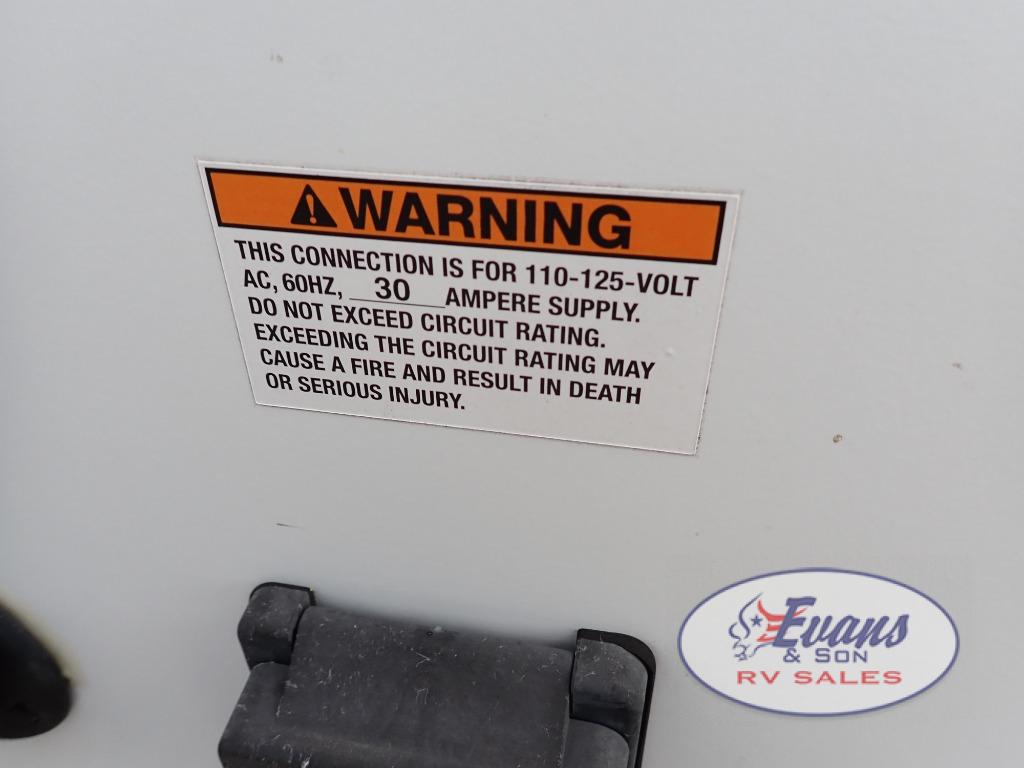 WARNING
THIS CONNECTION IS FOR 110-125-VOLT
AC, 60HZ, 30 AMPERE SUPPLY.
DO NOT EXCEED CIRCUIT RATING.
EXCEEDING THE CIRCUIT RATING MAY
CAUSE A FIRE AND RESULT IN DEATH
OR SERIOUS INJURY.
Evans
& SON
RV SALES